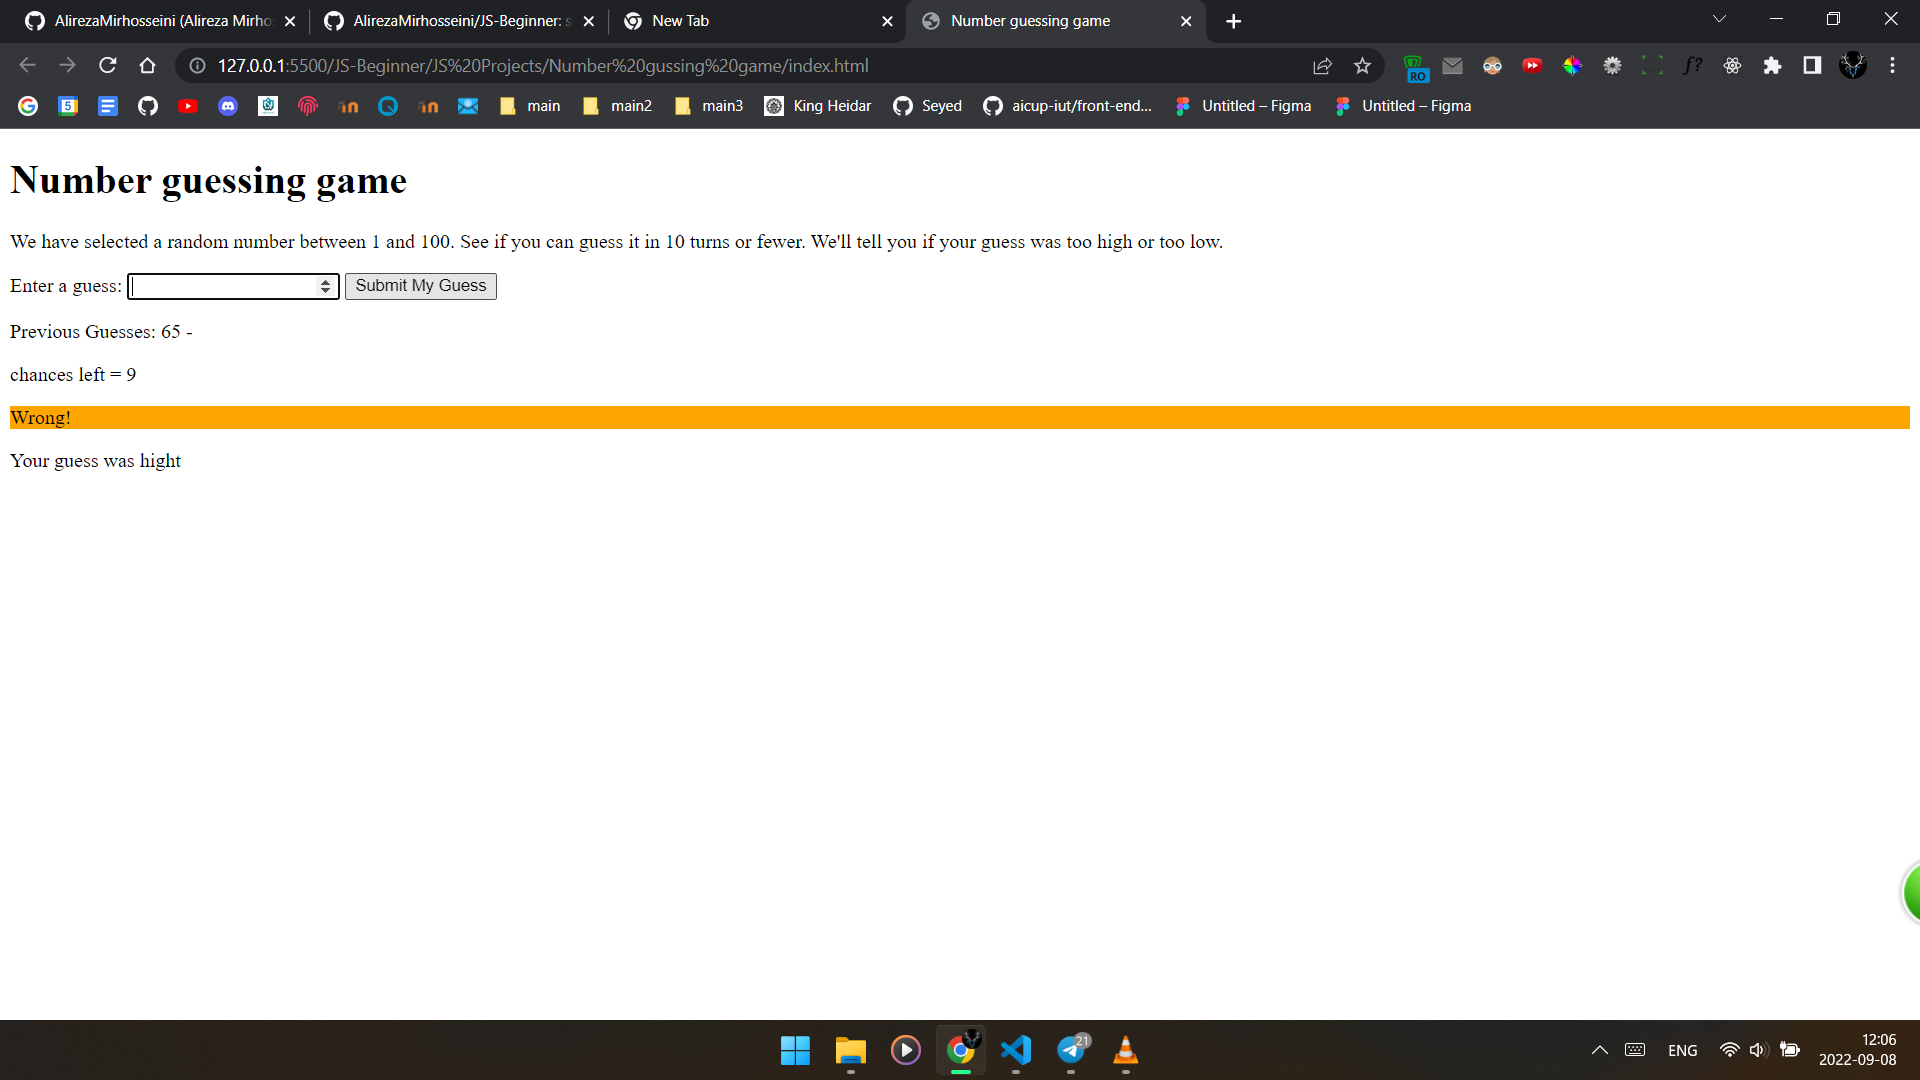 AlirezaMirhosseini (Alireza Mirho
AlirezaMirhosseini/JS-Beginner: s
New Tab
Number guessing game
127.0.0.1:5500/JS-Beginner/JS%20Projects/Number%20gussing%20game/index.html
RO
f?
5
main
main2
main3
King Heidar
Seyed
aicup-iut/front-end...
Untitled – Figma
Untitled – Figma
Number guessing game
We have selected a random number between 1 and 100. See if you can guess it in 10 turns or fewer. We'll tell you if your guess was too high or too low.
Enter a guess:
Submit My Guess
Previous Guesses: 65 -
chances left = 9
Wrong!
Your guess was hight
21
ENG
12:06
2022-09-08